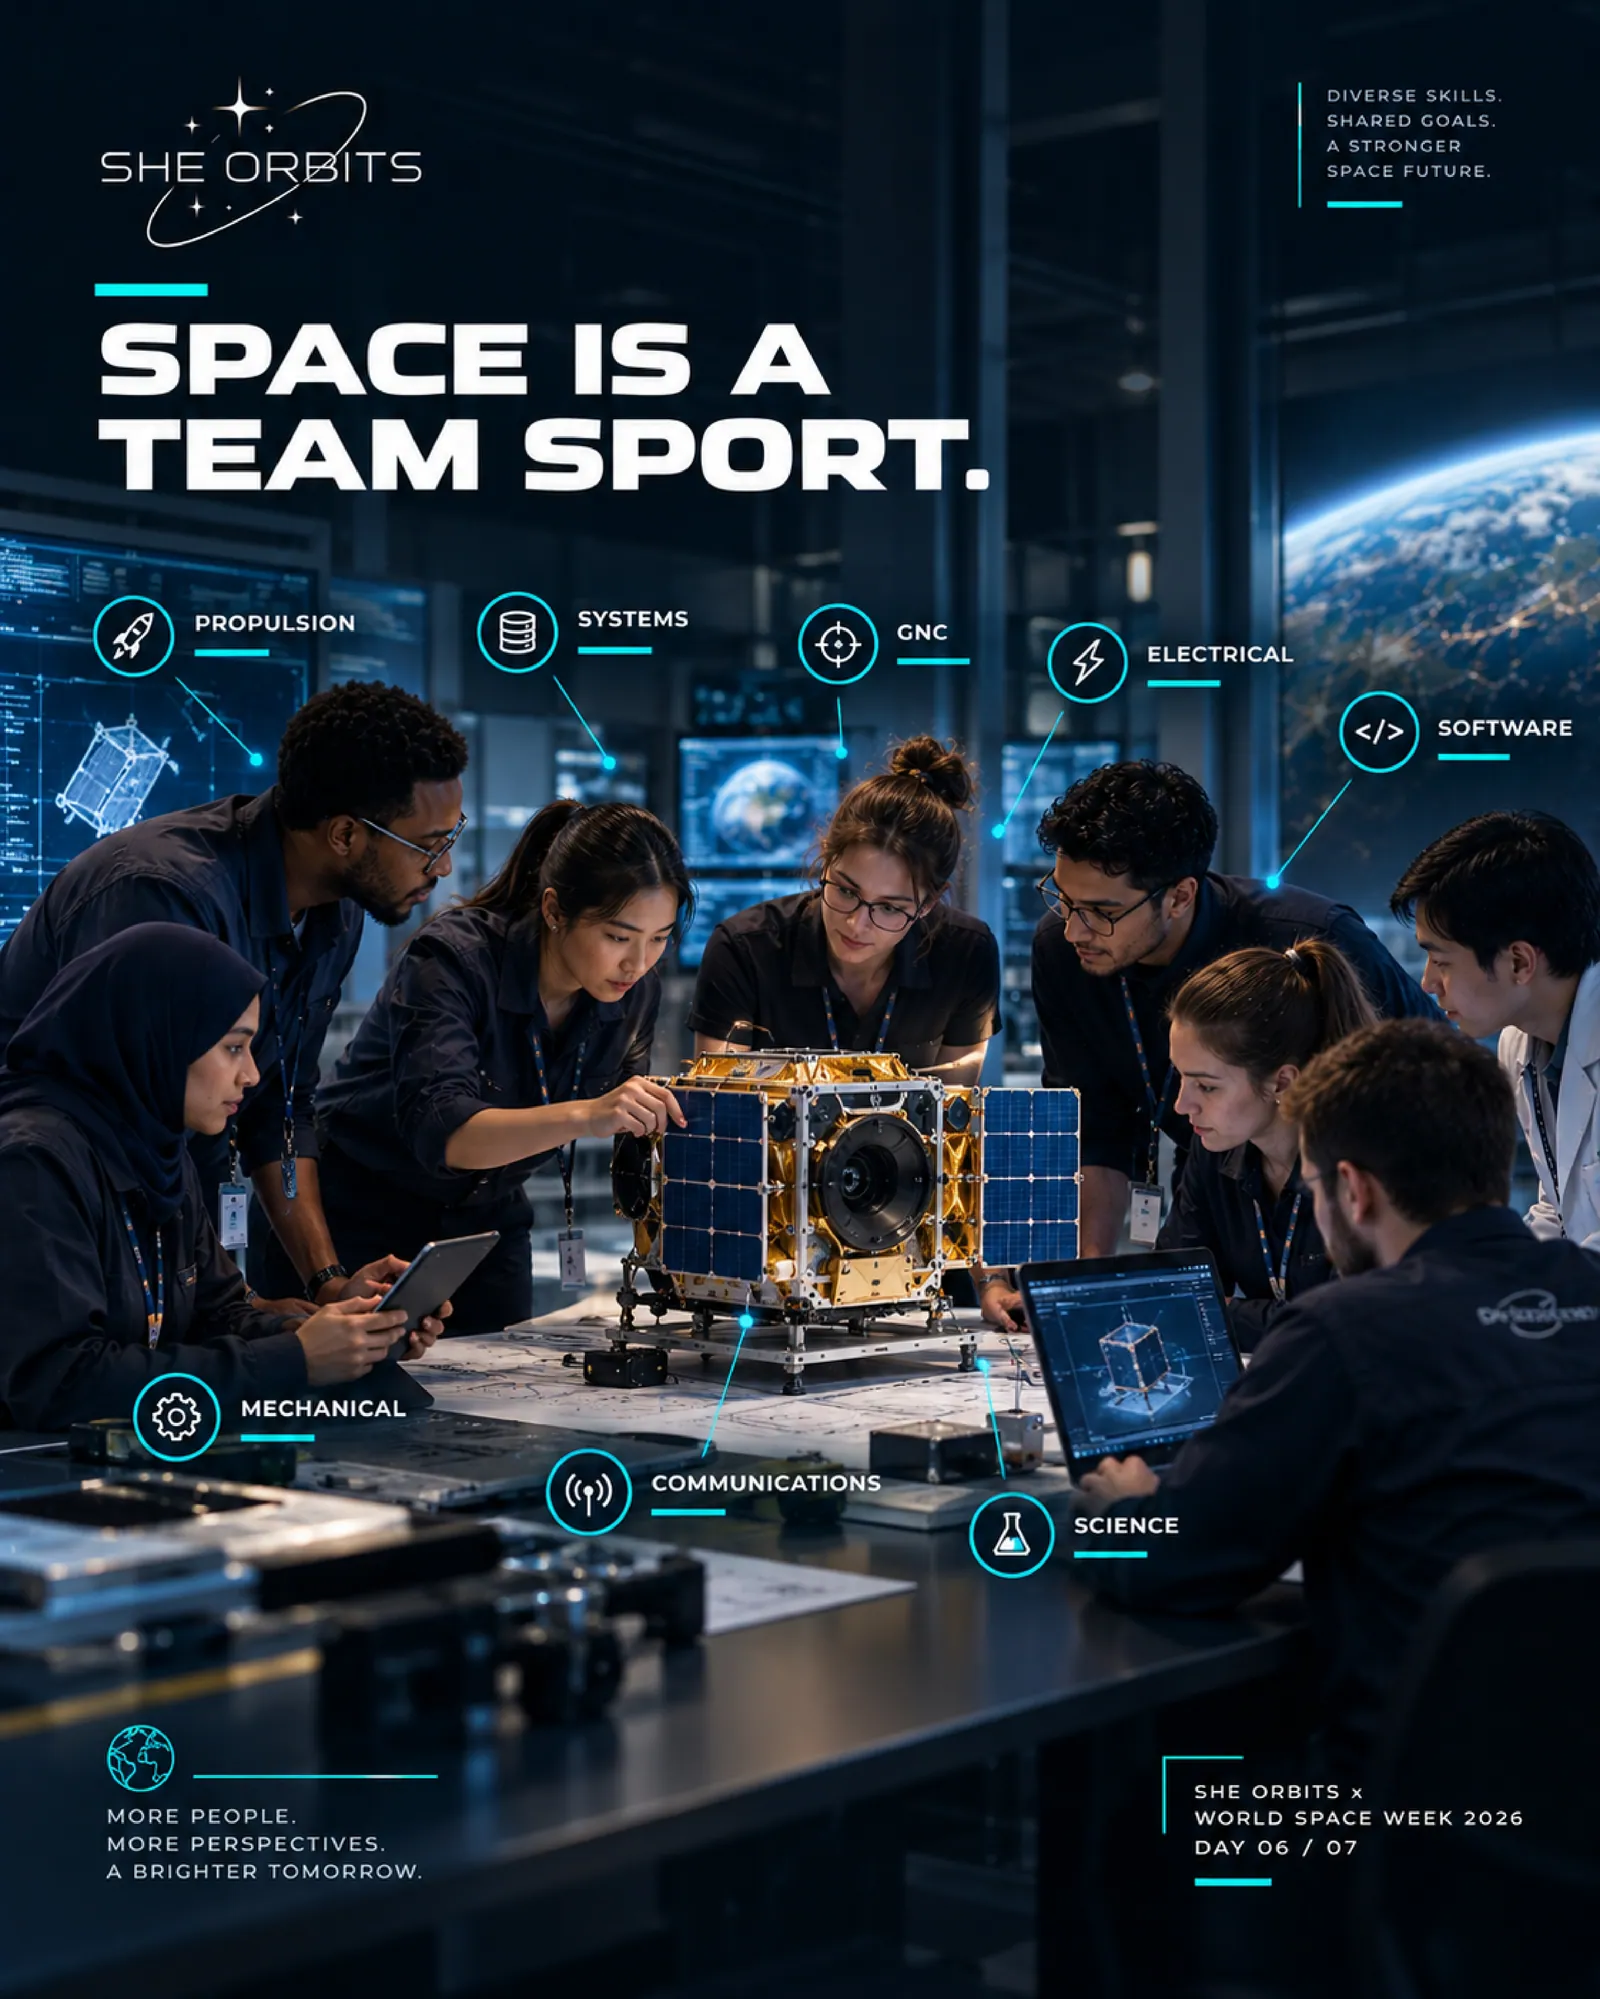 SHE ORBITS
DIVERSE SKILLS.
SHARED GOALS.
A STRONGER
SPACE FUTURE.
SPACE IS A
TEAM SPORT.
PROPULSION
SYSTEMS
GNC
ELECTRICAL
</> SOFTWARE
MECHANICAL
COMMUNICATIONS
SCIENCE
MORE PEOPLE.
MORE PERSPECTIVES.
A BRIGHTER TOMORROW.
SHE ORBITS x
WORLD SPACE WEEK 2026
DAY 06 / 07